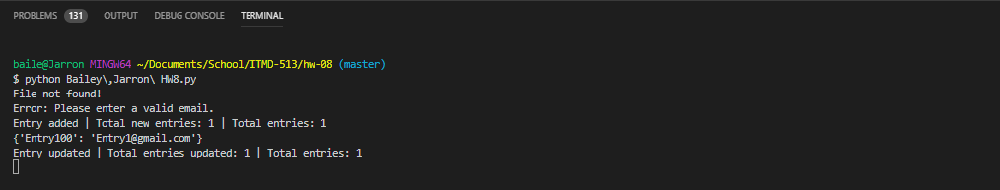 PROBLEMS 131 OUTPUT DEBUG CONSOLE TERMINAL
baile@Jarron MINGW64 ~/Documents/School/ITMD-513/hw-08 (master)
$ python Bailey\,Jarron\ HW8.py
File not found!
Error: Please enter a valid email.
Entry added | Total new entries: 1 | Total entries: 1
{'Entry100': 'Entry1@gmail.com'}
Entry updated | Total entries updated: 1 | Total entries: 1